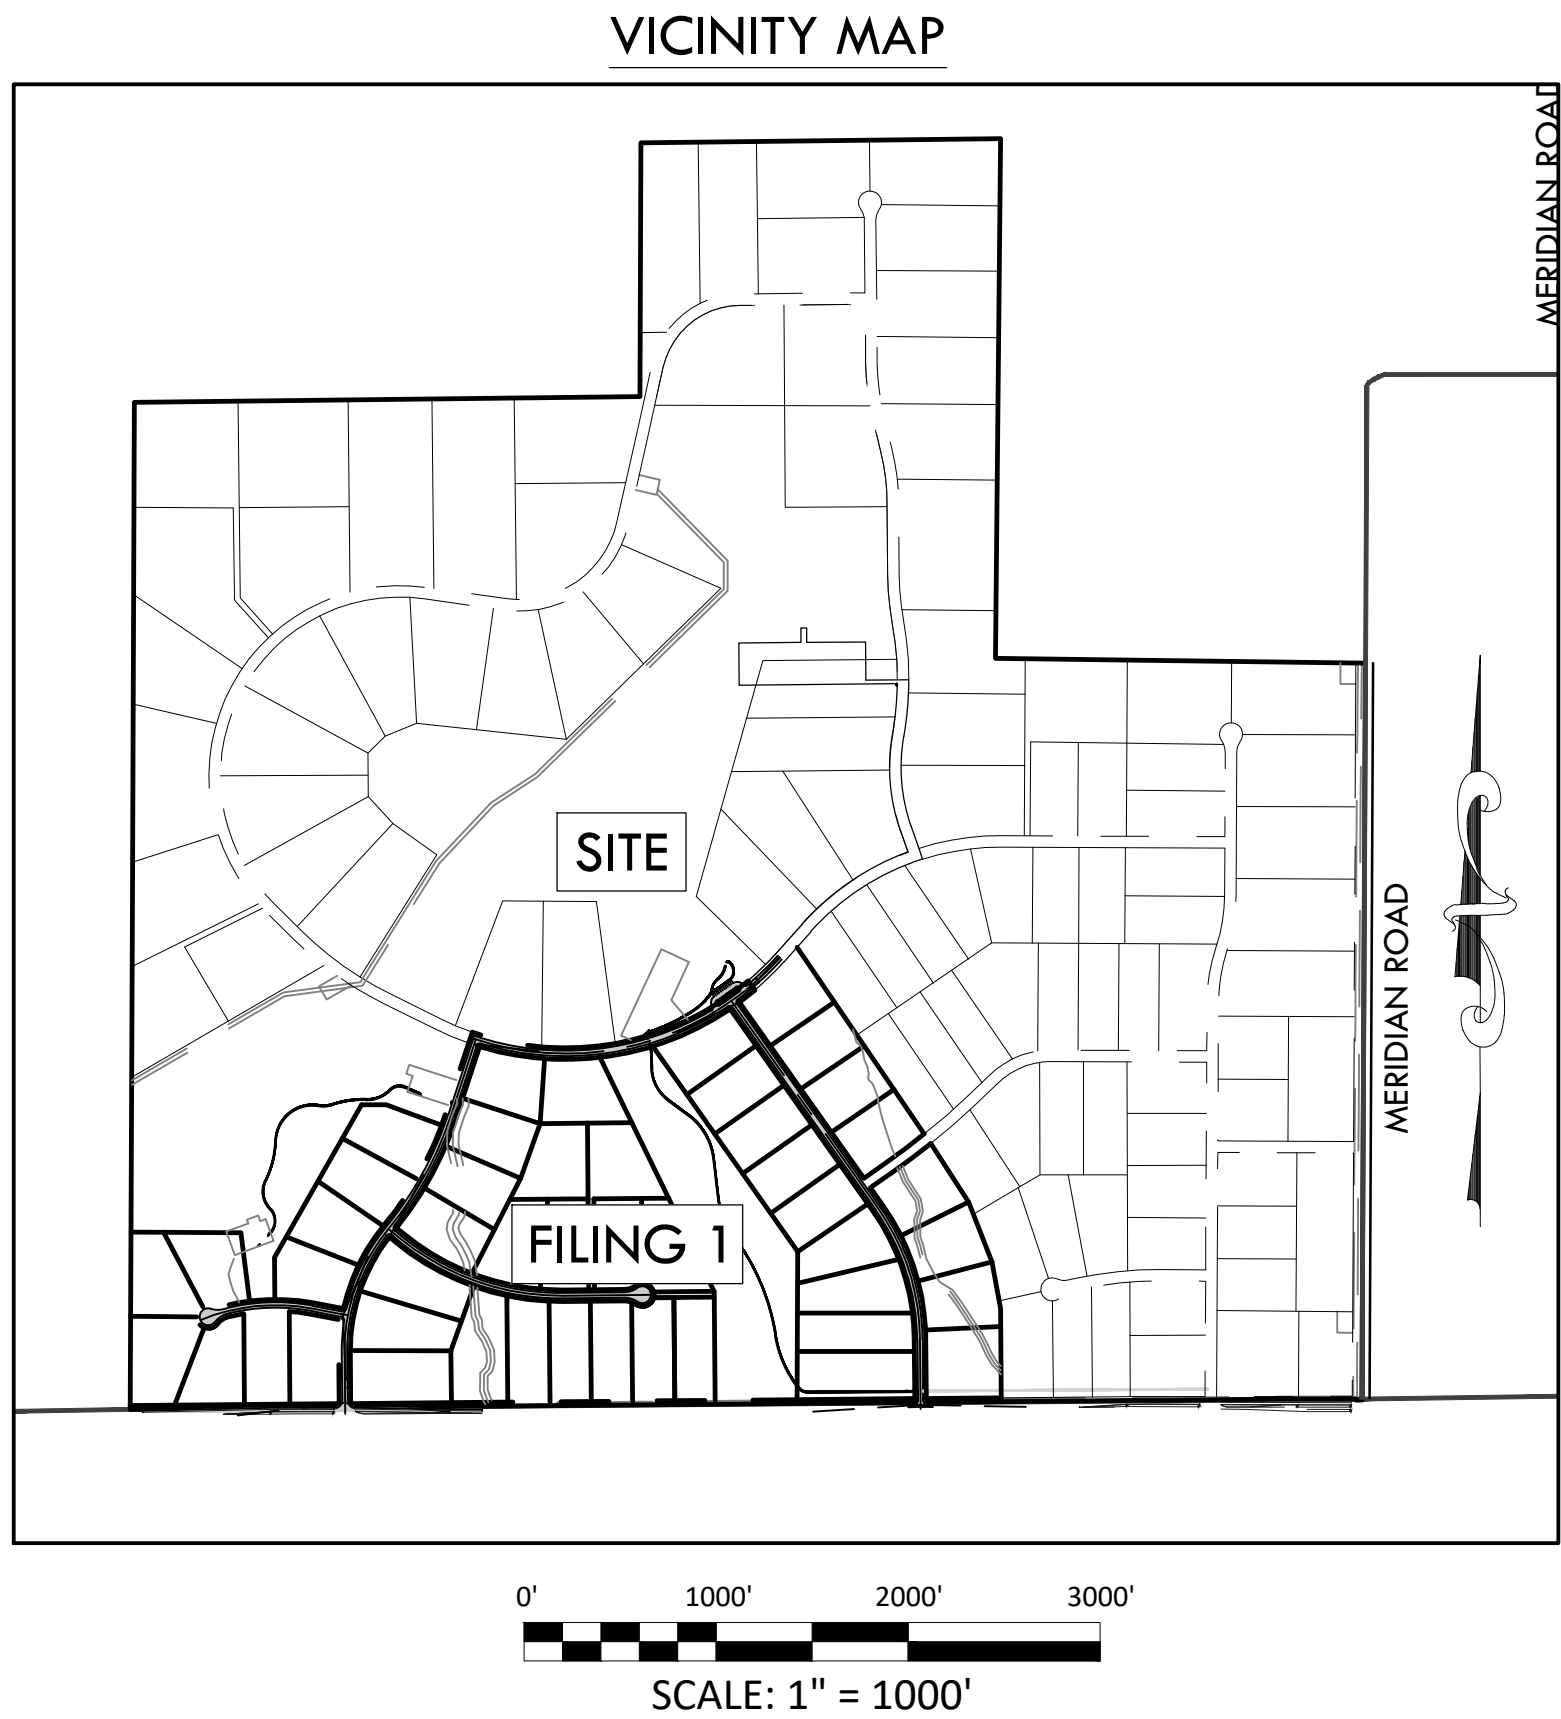 VICINITY MAP
MERIDIAN ROAD
SITE
MERIDIAN ROAD
FILING 1
0' 1000' 2000' 3000'
SCALE: 1" = 1000'